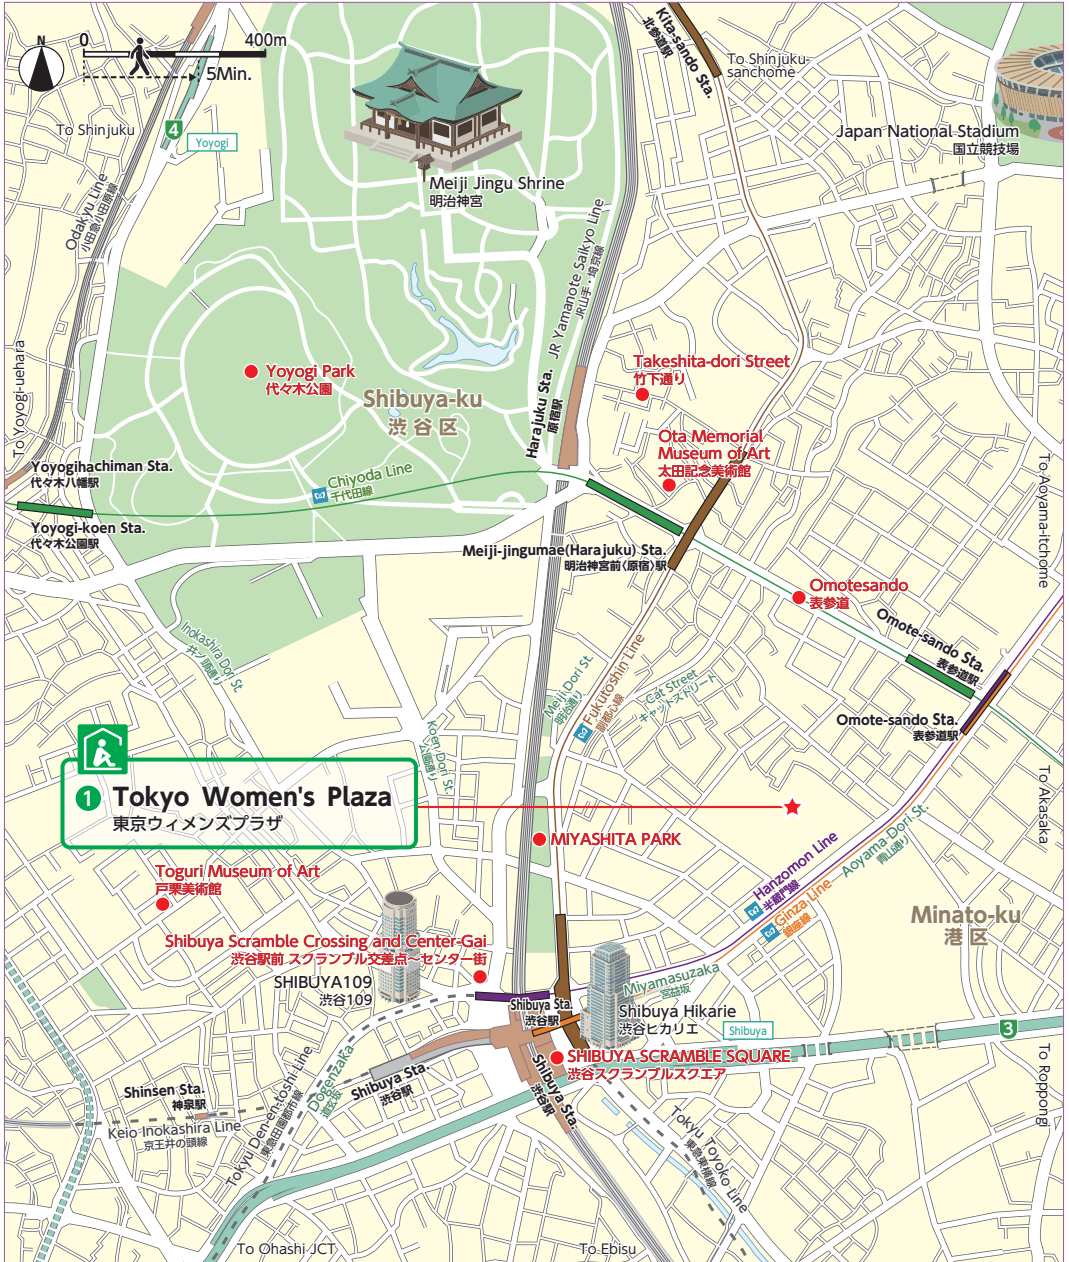 N
0
400m
5Min.
To Shinjuku
4
Yoyogi
Odakyu Line
小田急小田原線
Meiji Jingu Shrine
明治神宮
Kita-sando Sta.
北参道駅
To Shinjuku-
sanchome
Japan National Stadium
国立競技場
JR Yamanote Saikyo Line
JR山手・埼京線
To Yoyogi-uehara
Yoyogi Park
代々木公園
Shibuya-ku
渋谷区
Harajuku Sta.
原宿駅
Takeshita-dori Street
竹下通り
Ota Memorial
Museum of Art
太田記念美術館
Yoyogihachiman Sta.
代々木八幡駅
Chiyoda Line
千代田線
Yoyogi-koen Sta.
代々木公園駅
Meiji-jingumae(Harajuku) Sta.
明治神宮前〈原宿〉駅
To Aoyama-itchome
Omotesando
表参道
Omote-sando Sta.
表参道駅
Inokashira Dori St.
井ノ頭通り
Meiji Dori St.
明治通り
Fukutoshin Line
副都心線
Cat Street
キャットストリート
Koen Dori St.
公園通り
Omote-sando Sta.
表参道駅
1 Tokyo Women's Plaza
東京ウィメンズプラザ
To Akasaka
MIYASHITA PARK
Hanzomon Line
半蔵門線
Aoyama-Dori St.
青山通り
Ginza Line
銀座線
Toguri Museum of Art
戸栗美術館
Minato-ku
港区
Shibuya Scramble Crossing and Center-Gai
渋谷駅前 スクランブル交差点～センター街
SHIBUYA109
渋谷109
Miyamasuzaka
宮益坂
Shibuya Sta.
渋谷駅
Shibuya Hikarie
渋谷ヒカリエ
Shibuya
3
SHIBUYA SCRAMBLE SQUARE
渋谷スクランブルスクエア
Dogenzaka
道玄坂
Shibuya Sta.
渋谷駅
Shibuya Sta.
渋谷駅
Shinsen Sta.
神泉駅
Keio Inokashira Line
京王井の頭線
Tokyu Den-en-toshi Line
東急田園都市線
Tokyu Toyoko Line
東急東横線
To Roppongi
To Ohashi JCT
To Ebisu